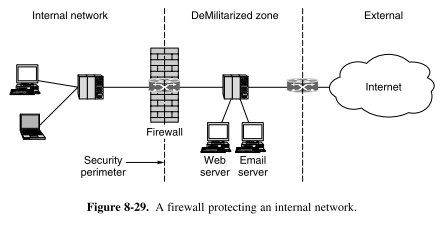 Internal network
DeMilitarized zone
External
Internet
Firewall
Security
perimeter
Web
server
Email
server
Figure 8-29. A firewall protecting an internal network.